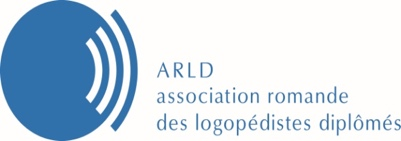 ARLD
association romande
des logopédistes diplômés